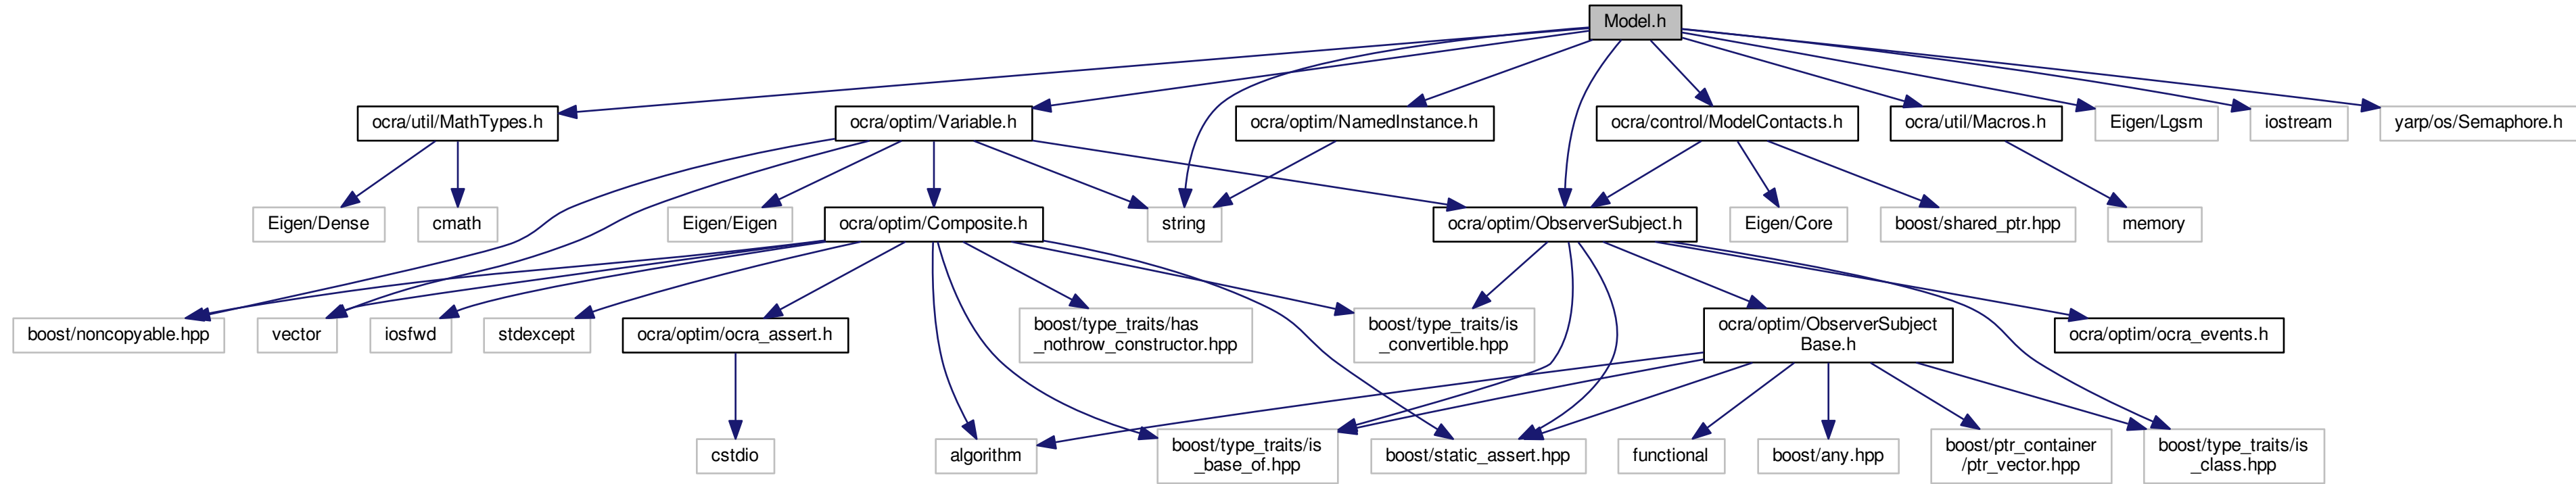 Model.h
ocra/util/MathTypes.h
ocra/optim/Variable.h
ocra/optim/NamedInstance.h
ocra/control/ModelContacts.h
ocra/util/Macros.h
Eigen/Lgsm
iostream
yarp/os/Semaphore.h
Eigen/Dense
cmath
Eigen/Eigen
ocra/optim/Composite.h
string
ocra/optim/ObserverSubject.h
Eigen/Core
boost/shared_ptr.hpp
memory
boost/noncopyable.hpp
vector
iosfwd
stdexcept
ocra/optim/ocra_assert.h
boost/type_traits/has
_nothrow_constructor.hpp
boost/type_traits/is
_convertible.hpp
ocra/optim/ObserverSubject
Base.h
ocra/optim/ocra_events.h
cstdio
algorithm
boost/type_traits/is
_base_of.hpp
boost/static_assert.hpp
functional
boost/any.hpp
boost/ptr_container
/ptr_vector.hpp
boost/type_traits/is
_class.hpp